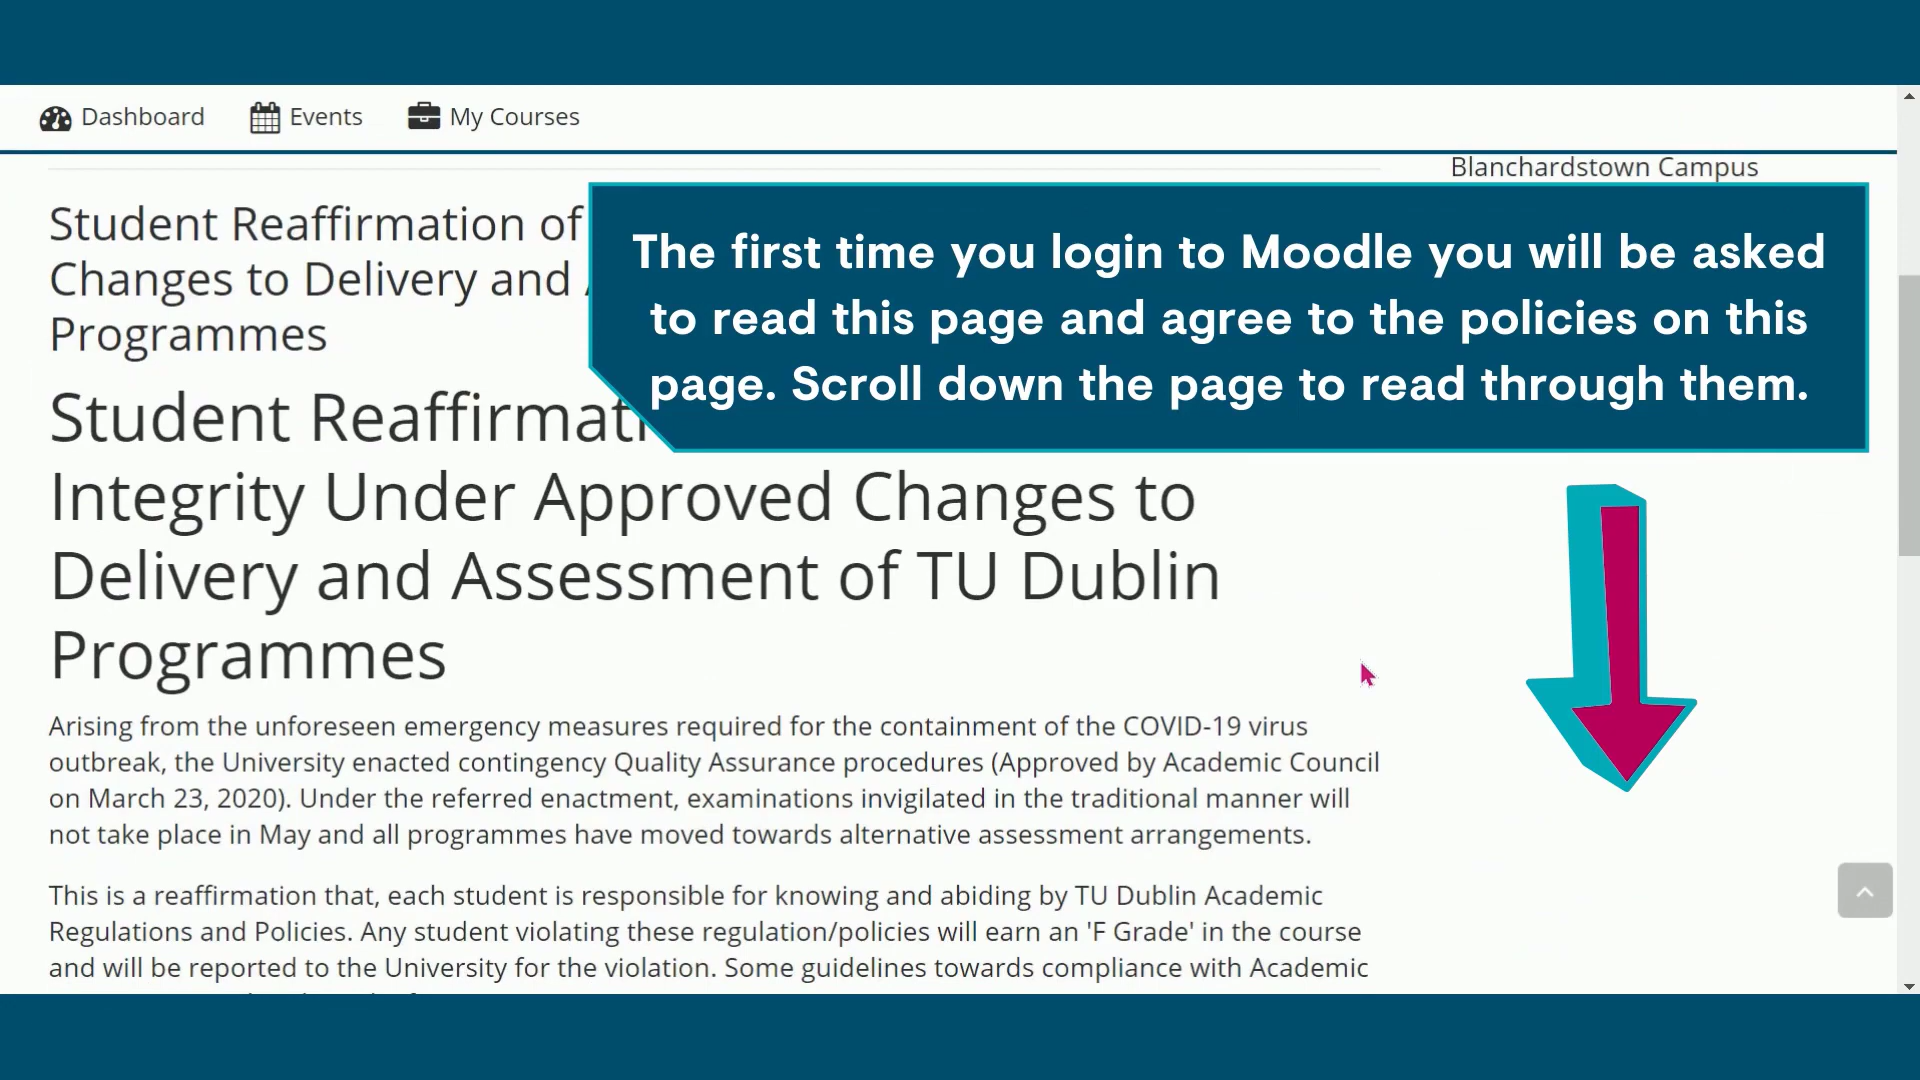 Dashboard Events My Courses
Blanchardstown Campus
Student Reaffirmation of
Changes to Delivery and
Programmes
The first time you login to Moodle you will be asked
to read this page and agree to the policies on this
page. Scroll down the page to read through them.
Student Reaffirmati
Integrity Under Approved Changes to
Delivery and Assessment of TU Dublin
Programmes
Arising from the unforeseen emergency measures required for the containment of the COVID-19 virus
outbreak, the University enacted contingency Quality Assurance procedures (Approved by Academic Council
on March 23, 2020). Under the referred enactment, examinations invigilated in the traditional manner will
not take place in May and all programmes have moved towards alternative assessment arrangements.
This is a reaffirmation that, each student is responsible for knowing and abiding by TU Dublin Academic
Regulations and Policies. Any student violating these regulation/policies will earn an 'F Grade' in the course
and will be reported to the University for the violation. Some guidelines towards compliance with Academic